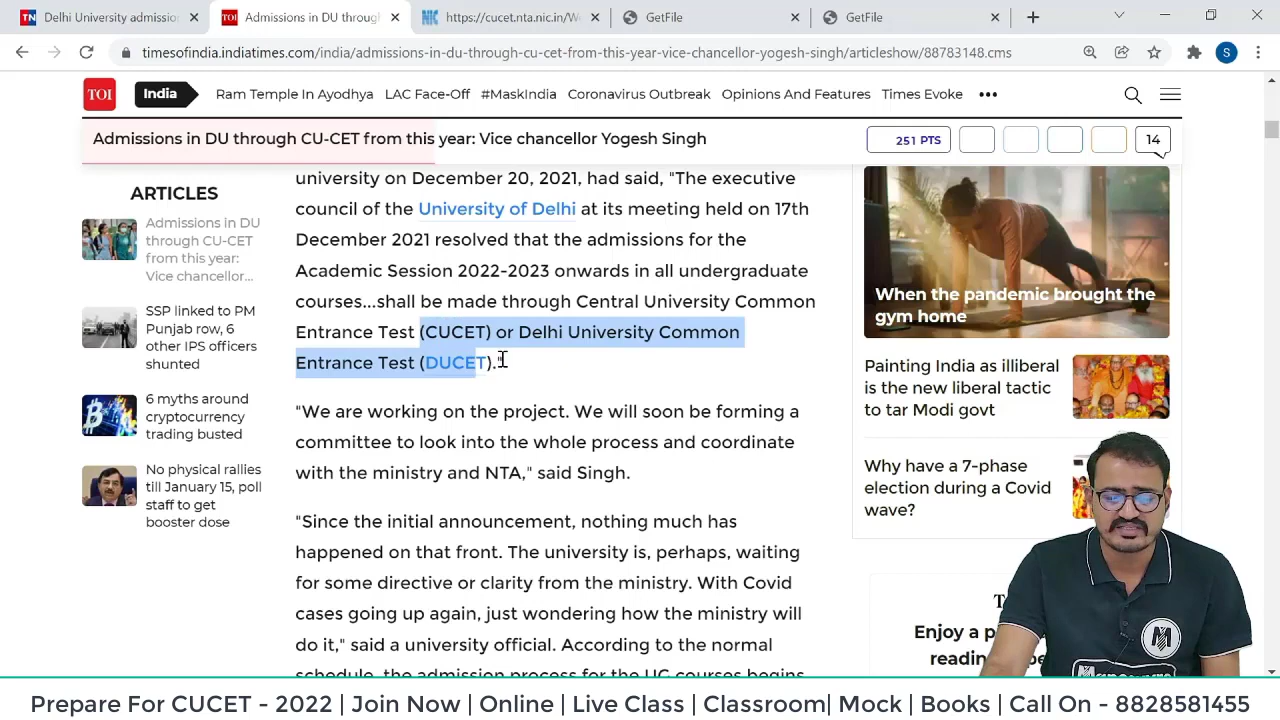 Delhi University admissio
TOI
Admissions in DU through
NIC
https://cucet.nta.nic.in/W
GetFile
GetFile
timesofindia.indiatimes.com/india/admissions-in-du-through-cu-cet-from-this-year-vice-chancellor-yogesh-singh/articleshow/88783148.cms
S
TOI
India
Ram Temple In Ayodhya
LAC Face-Off
#MaskIndia
Coronavirus Outbreak
Opinions And Features
Times Evoke
Admissions in DU through CU-CET from this year: Vice chancellor Yogesh Singh
251 PTS
14
ARTICLES
Admissions in DU
through CU-CET
from this year:
Vice chancellor...
SSP linked to PM
Punjab row, 6
other IPS officers
shunted
6 myths around
cryptocurrency
trading busted
No physical rallies
till January 15, poll
staff to get
booster dose
university on December 20, 2021, had said, "The executive
council of the University of Delhi at its meeting held on 17th
December 2021 resolved that the admissions for the
Academic Session 2022-2023 onwards in all undergraduate
courses...shall be made through Central University Common
Entrance Test (CUCET) or Delhi University Common
Entrance Test (DUCET)."
"We are working on the project. We will soon be forming a
committee to look into the whole process and coordinate
with the ministry and NTA," said Singh.
"Since the initial announcement, nothing much has
happened on that front. The university is, perhaps, waiting
for some directive or clarity from the ministry. With Covid
cases going up again, just wondering how the ministry will
do it," said a university official. According to the normal
schedule, the admission process for the UG courses begins
When the pandemic brought the
gym home
Painting India as illiberal
is the new liberal tactic
to tar Modi govt
Why have a 7-phase
election during a Covid
wave?
Enjoy a
Prepare For CUCET - 2022 | Join Now | Online | Live Class | Classroom| Mock | Books | Call On - 8828581455